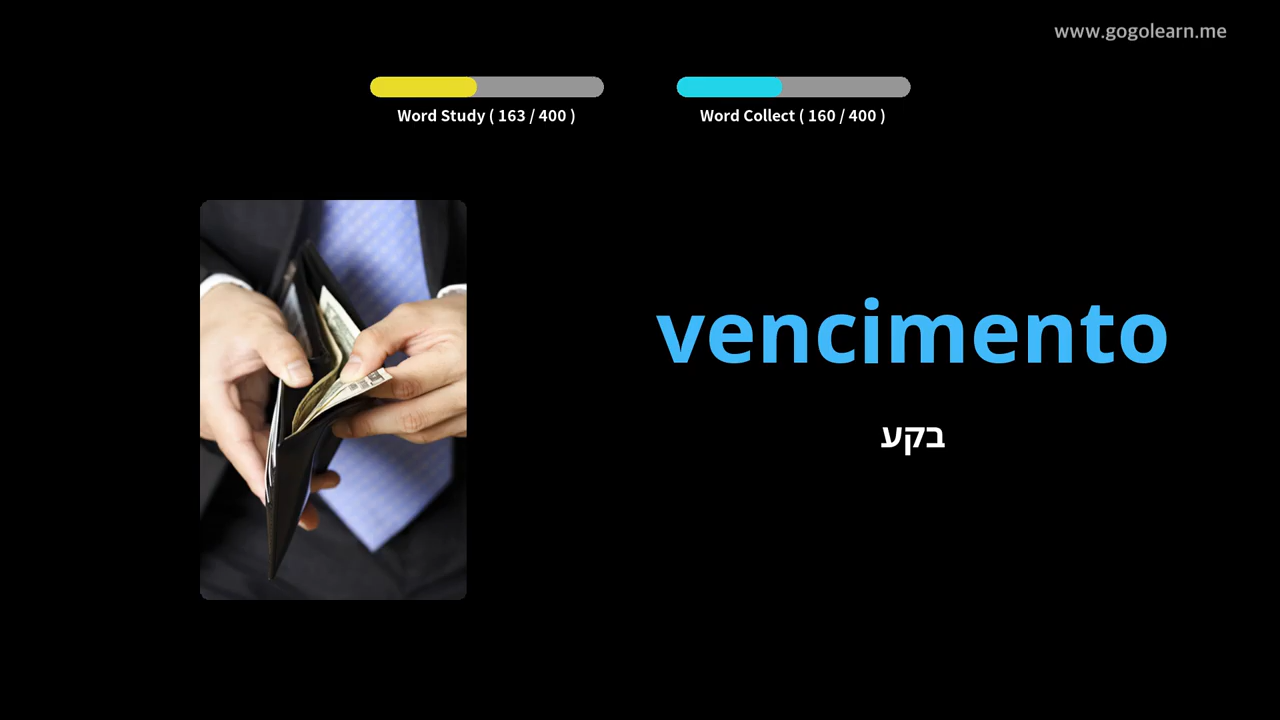 www.gogolearn.me
Word Study ( 163 / 400 )
Word Collect ( 160 / 400 )
vencimento
בקע